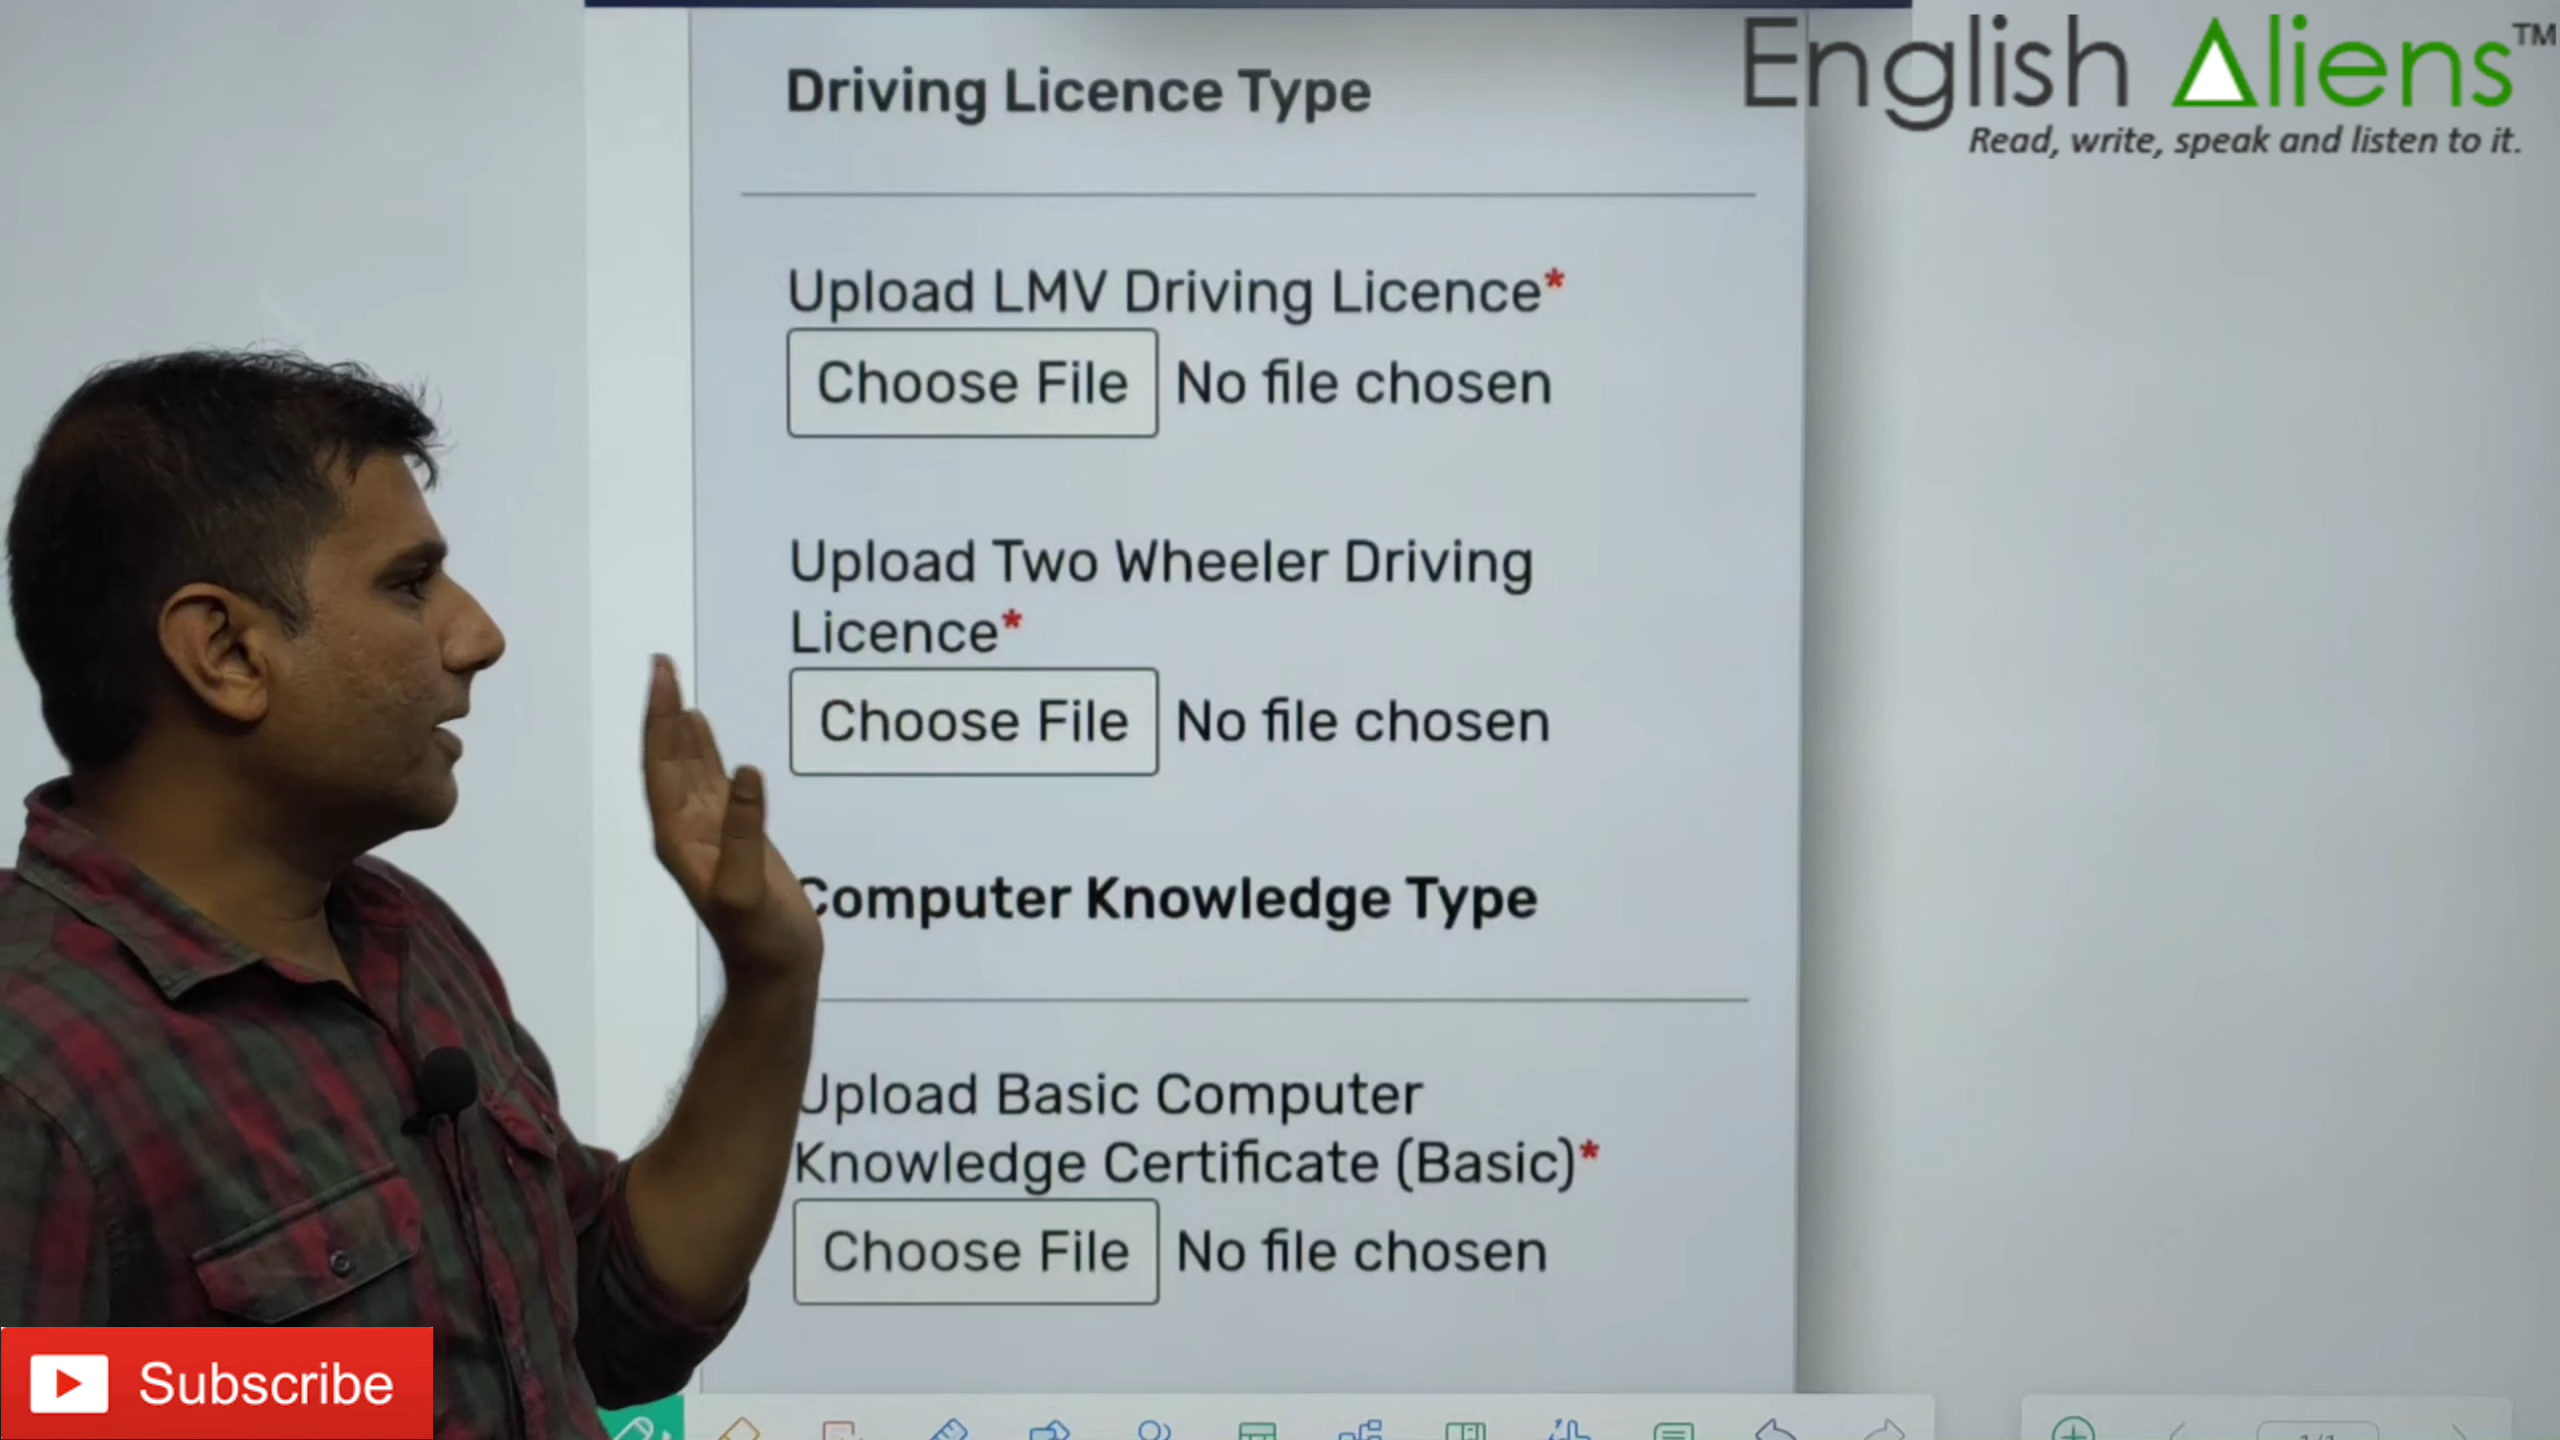 English Aliens™
Read, write, speak and listen to it.
Driving Licence Type
Upload LMV Driving Licence*
Choose File No file chosen
Upload Two Wheeler Driving
Licence*
Choose File No file chosen
Computer Knowledge Type
Upload Basic Computer
Knowledge Certificate (Basic)*
Choose File No file chosen
Subscribe